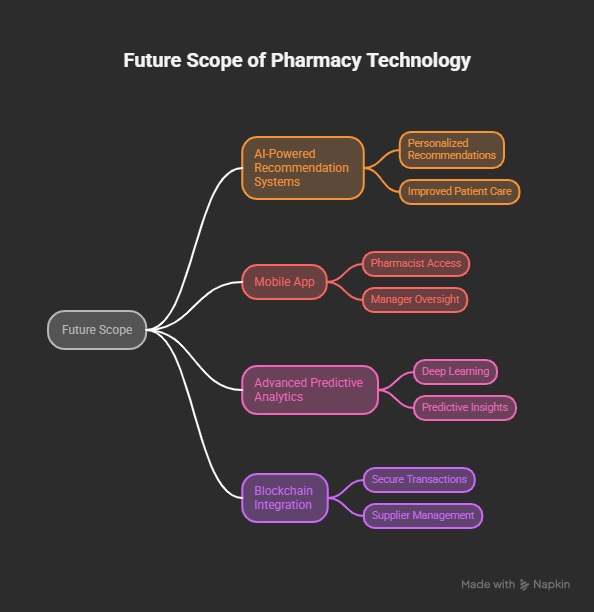 Future Scope of Pharmacy Technology
AI-Powered
Recommendation
Systems
Personalized
Recommendations
Improved Patient Care
Mobile App
Pharmacist Access
Manager Oversight
Future Scope
Advanced Predictive
Analytics
Deep Learning
Predictive Insights
Blockchain
Integration
Secure Transactions
Supplier Management
Made with Napkin